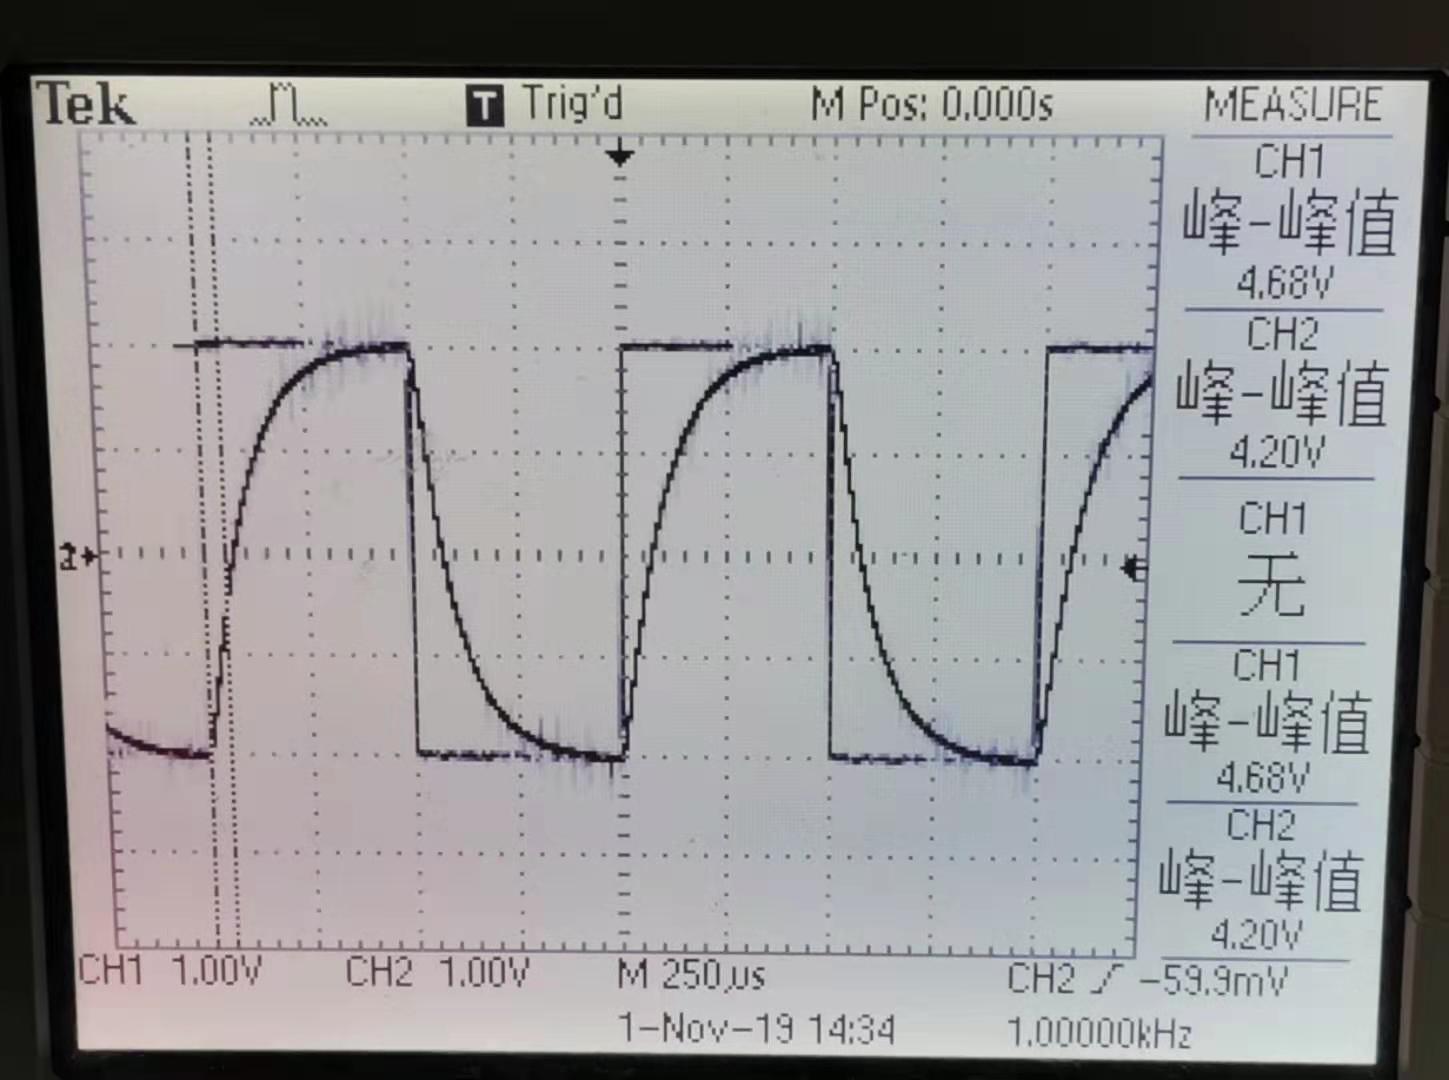 Tek T Trig'd M Pos: 0.000s MEASURE
CH1
峰-峰值
4.68V
CH2
峰-峰值
4.20V
CH1
无
CH1
峰-峰值
4.68V
CH2
峰-峰值
4.20V
CH1 1.00V CH2 1.00V M 250µs CH2 -59.9mV
1-Nov-19 14:34 1.00000kHz